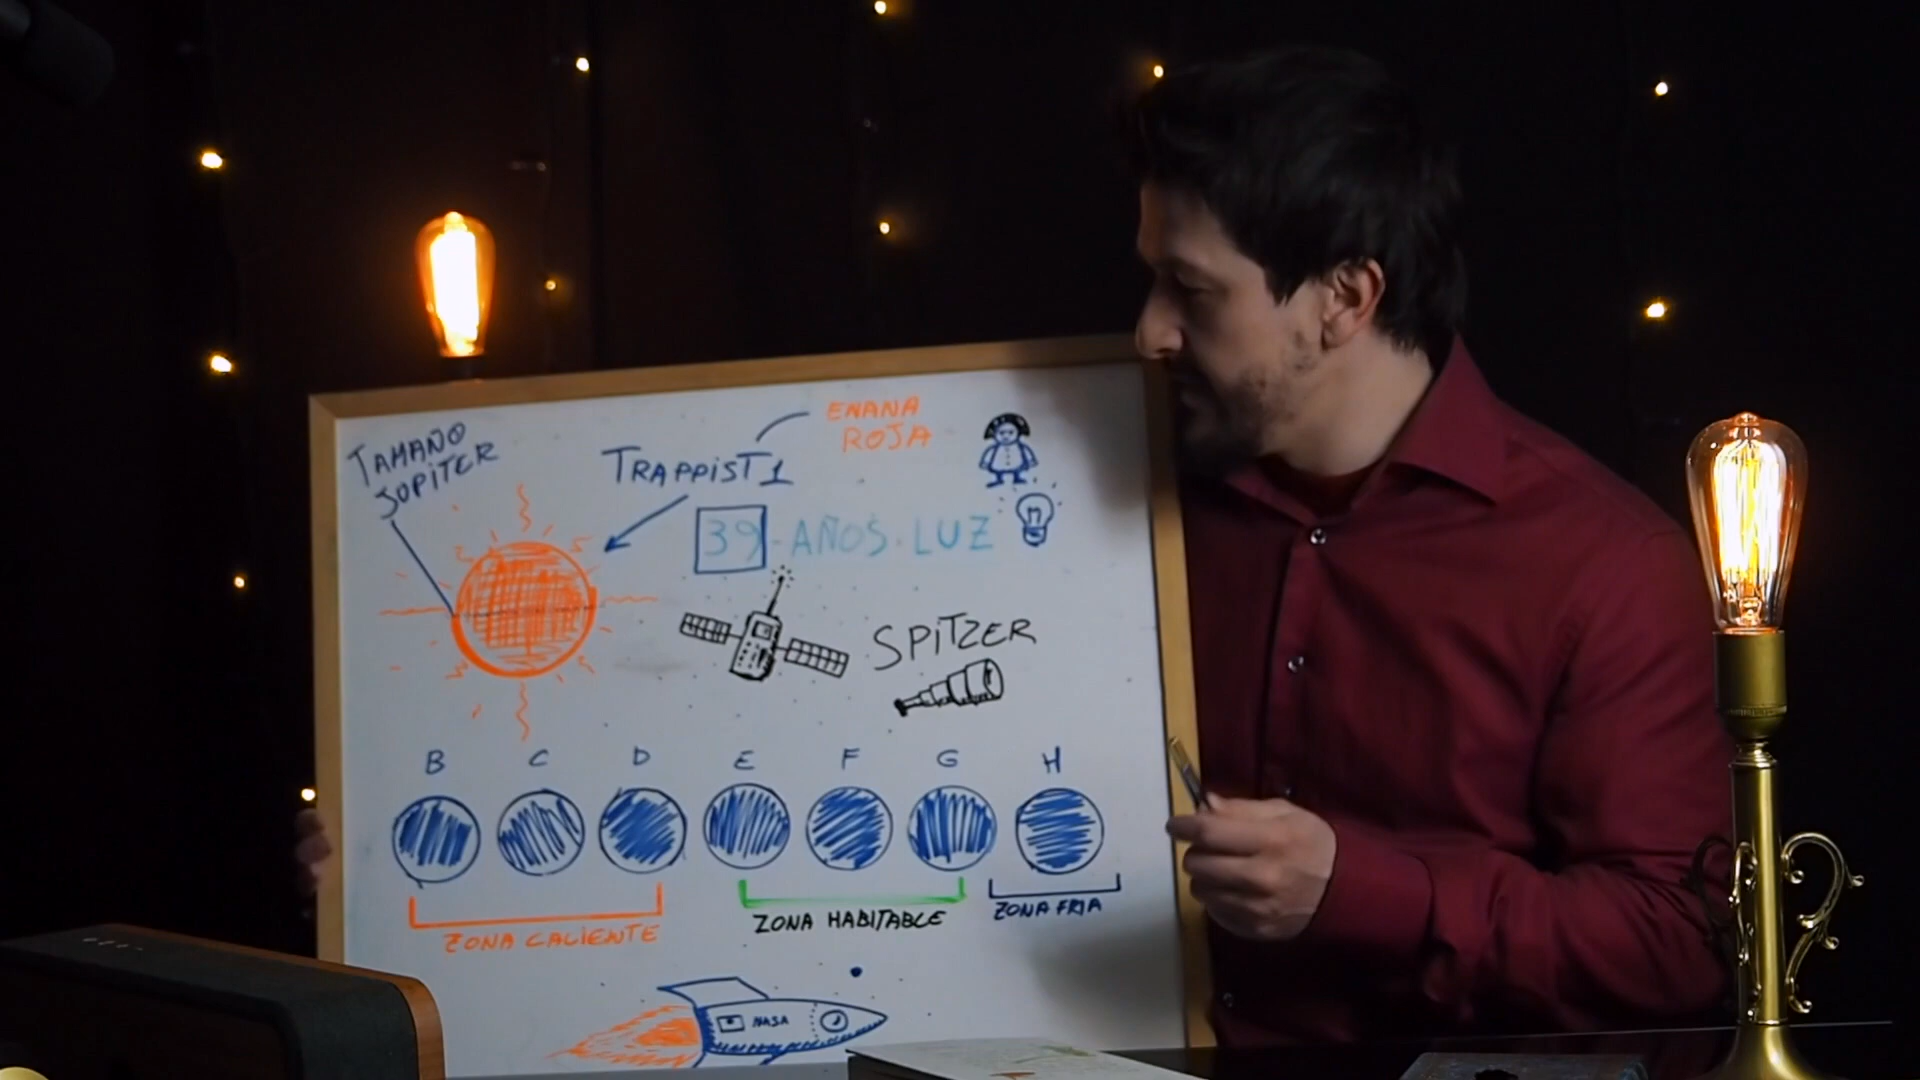 TAMAÑO
JUPITER
ENANA
ROJA
TRAPPIST 1
39 AÑOS LUZ
SPITZER
B C D E F G H
ZONA CALIENTE
ZONA HABITABLE
ZONA FRIA
NASA